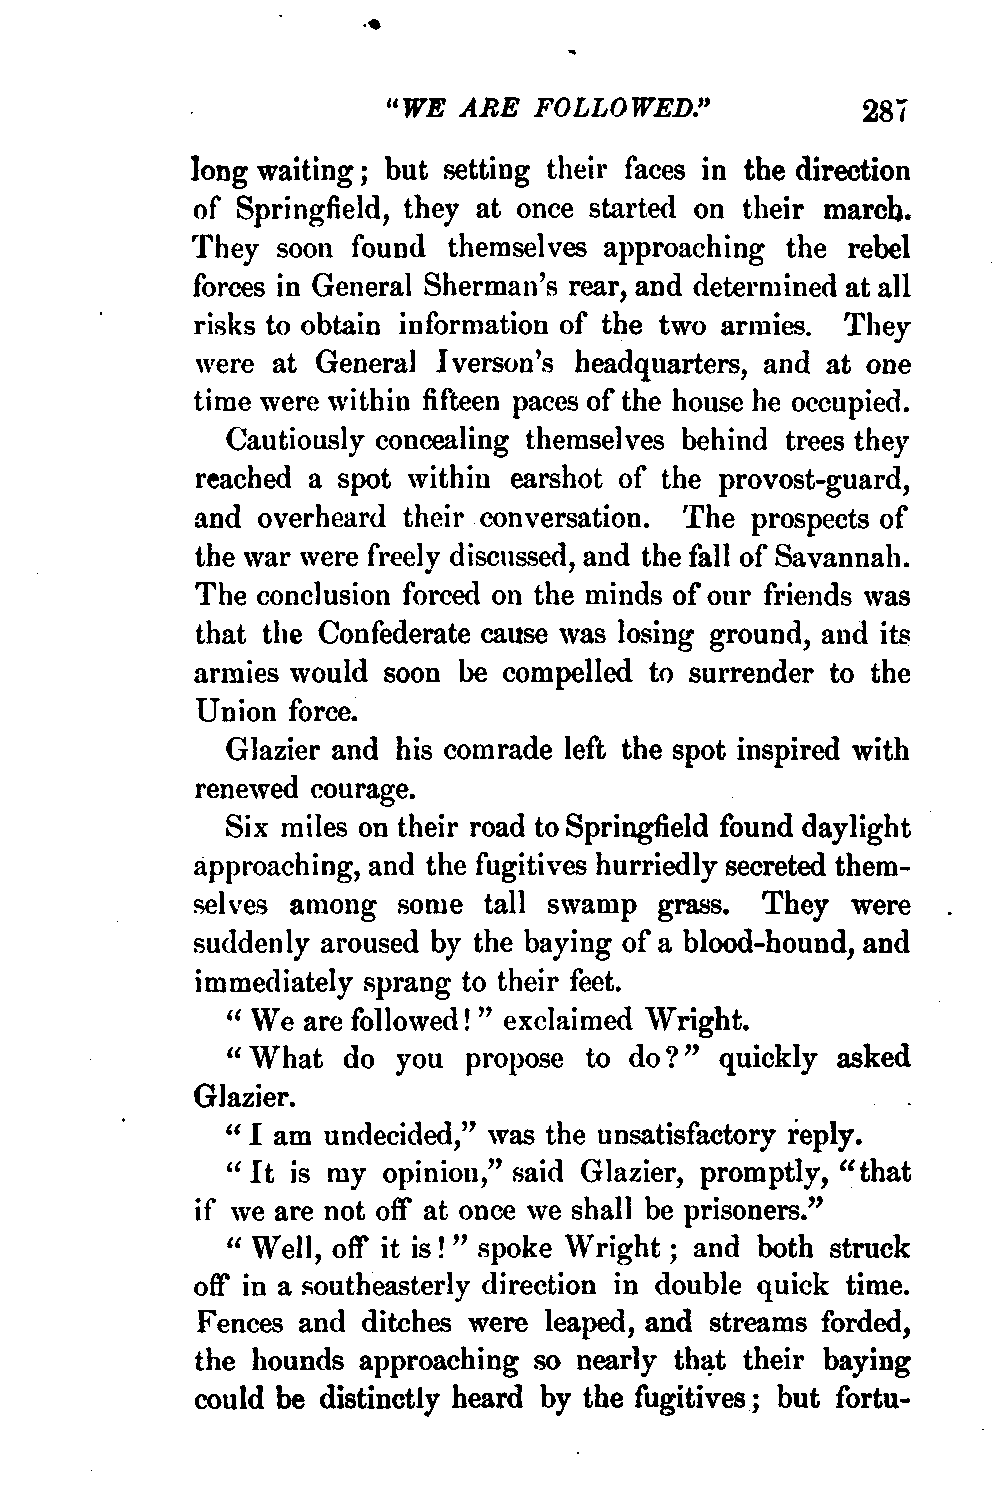 "WE ARE FOLLOWED." 287
long waiting; but setting their faces in the direction
of Springfield, they at once started on their march.
They soon found themselves approaching the rebel
forces in General Sherman's rear, and determined at all
risks to obtain information of the two armies. They
were at General Iverson's headquarters, and at one
time were within fifteen paces of the house he occupied.
Cautiously concealing themselves behind trees they
reached a spot within earshot of the provost-guard,
and overheard their conversation. The prospects of
the war were freely discussed, and the fall of Savannah.
The conclusion forced on the minds of our friends was
that the Confederate cause was losing ground, and its
armies would soon be compelled to surrender to the
Union force.
Glazier and his comrade left the spot inspired with
renewed courage.
Six miles on their road to Springfield found daylight
approaching, and the fugitives hurriedly secreted them-
selves among some tall swamp grass. They were
suddenly aroused by the baying of a blood-hound, and
immediately sprang to their feet.
"We are followed!" exclaimed Wright.
"What do you propose to do?" quickly asked
Glazier.
"I am undecided," was the unsatisfactory reply.
"It is my opinion," said Glazier, promptly, "that
if we are not off at once we shall be prisoners."
"Well, off it is!" spoke Wright; and both struck
off in a southeasterly direction in double quick time.
Fences and ditches were leaped, and streams forded,
the hounds approaching so nearly that their baying
could be distinctly heard by the fugitives; but fortu-